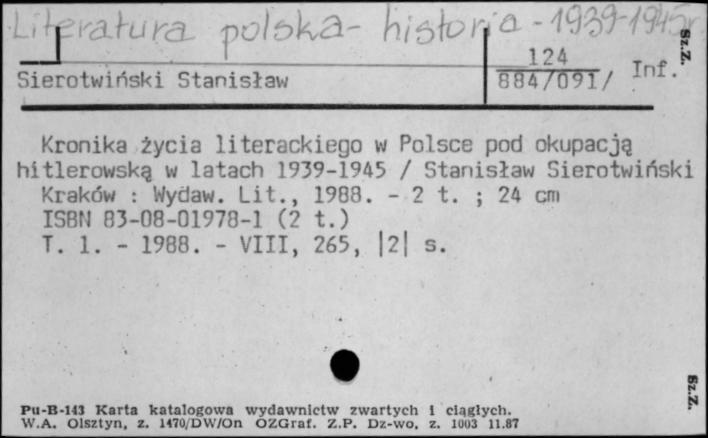 Literatura polska - historia - 1939-1945r
Sz.Z.
124
Sierotwiński Stanisław 884/091/ Inf.
Kronika życia literackiego w Polsce pod okupacją
hitlerowską w latach 1939-1945 / Stanisław Sierotwiński
Kraków : Wydaw. Lit., 1988. - 2 t. ; 24 cm
ISBN 83-08-01978-1 (2 t.)
T. 1. - 1988. - VIII, 265, |2| s.
Sz.Z.
Pu-B-143 Karta katalogowa wydawnictw zwartych i ciągłych.
W.A. Olsztyn, z. 1470/DW/On OZGraf. Z.P. Dz-wo, z. 1003 11.87